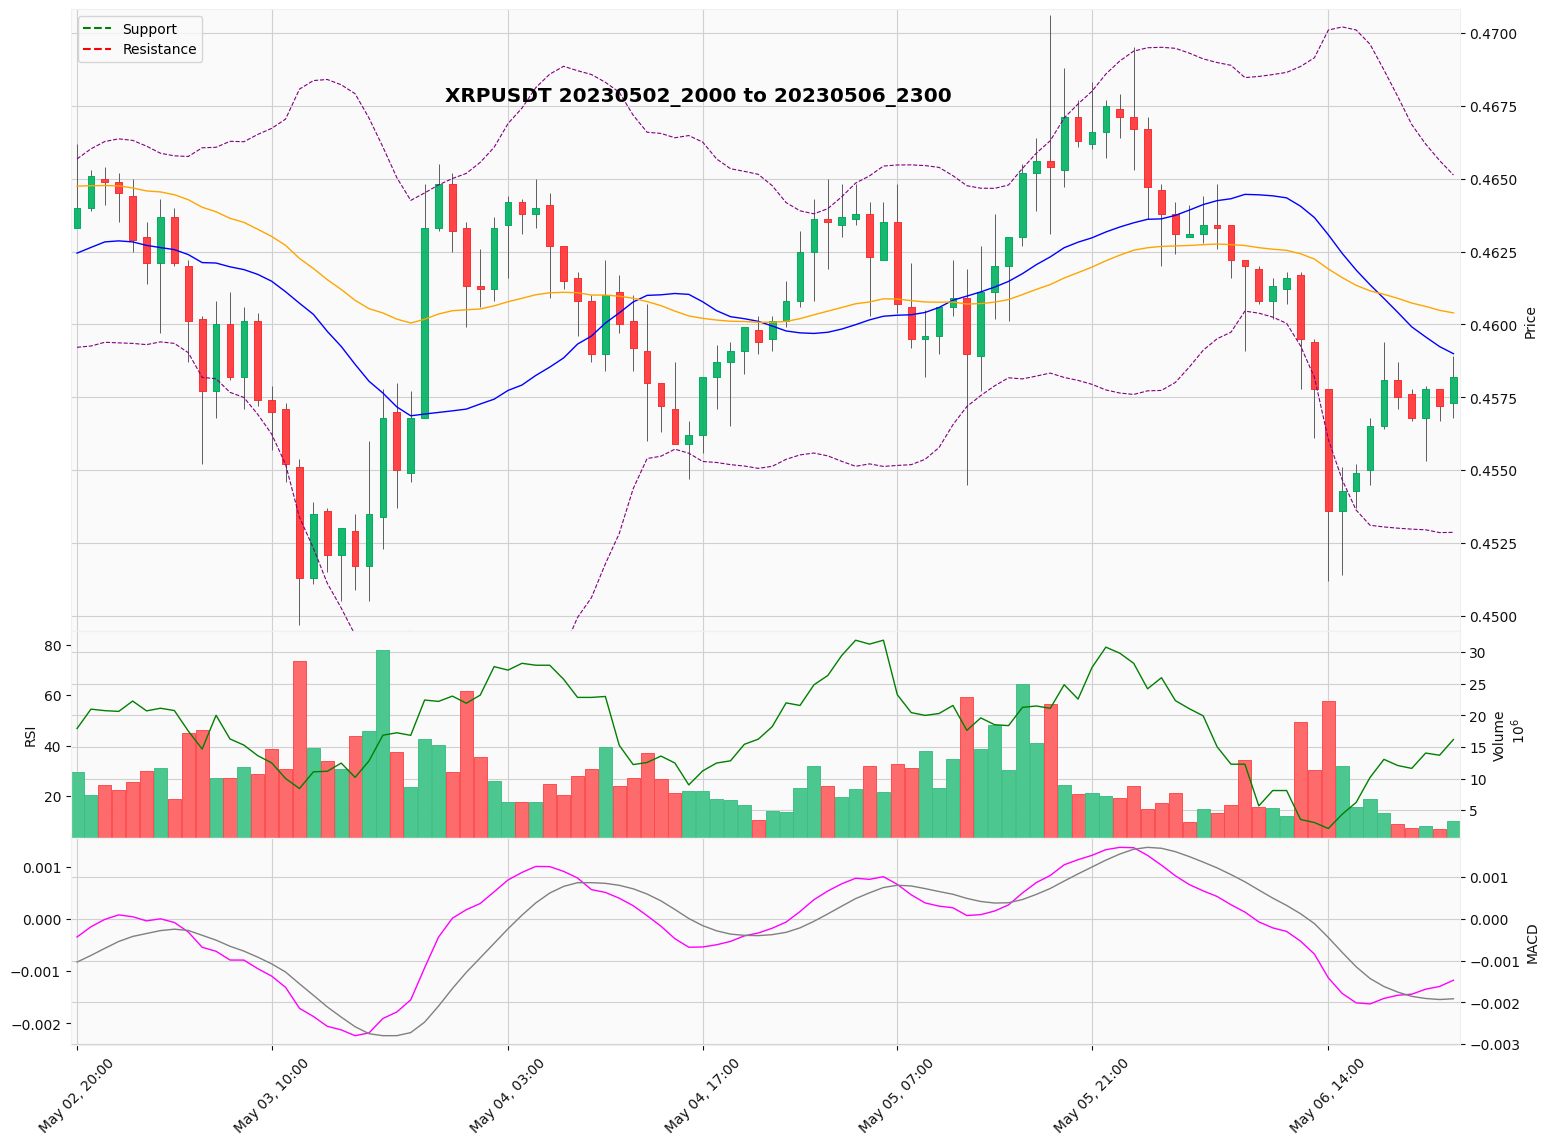 Support
Resistance
XRPUSDT 20230502_2000 to 20230506_2300
0.4700
0.4675
0.4650
0.4625
0.4600
0.4575
0.4550
0.4525
0.4500
Price
80
60
40
20
RSI
30
25
20
15
10
5
Volume
10^6
0.001
0.000
−0.001
−0.002
0.001
0.000
−0.001
−0.002
−0.003
MACD
May 02, 20:00
May 03, 10:00
May 04, 03:00
May 04, 17:00
May 05, 07:00
May 05, 21:00
May 06, 14:00